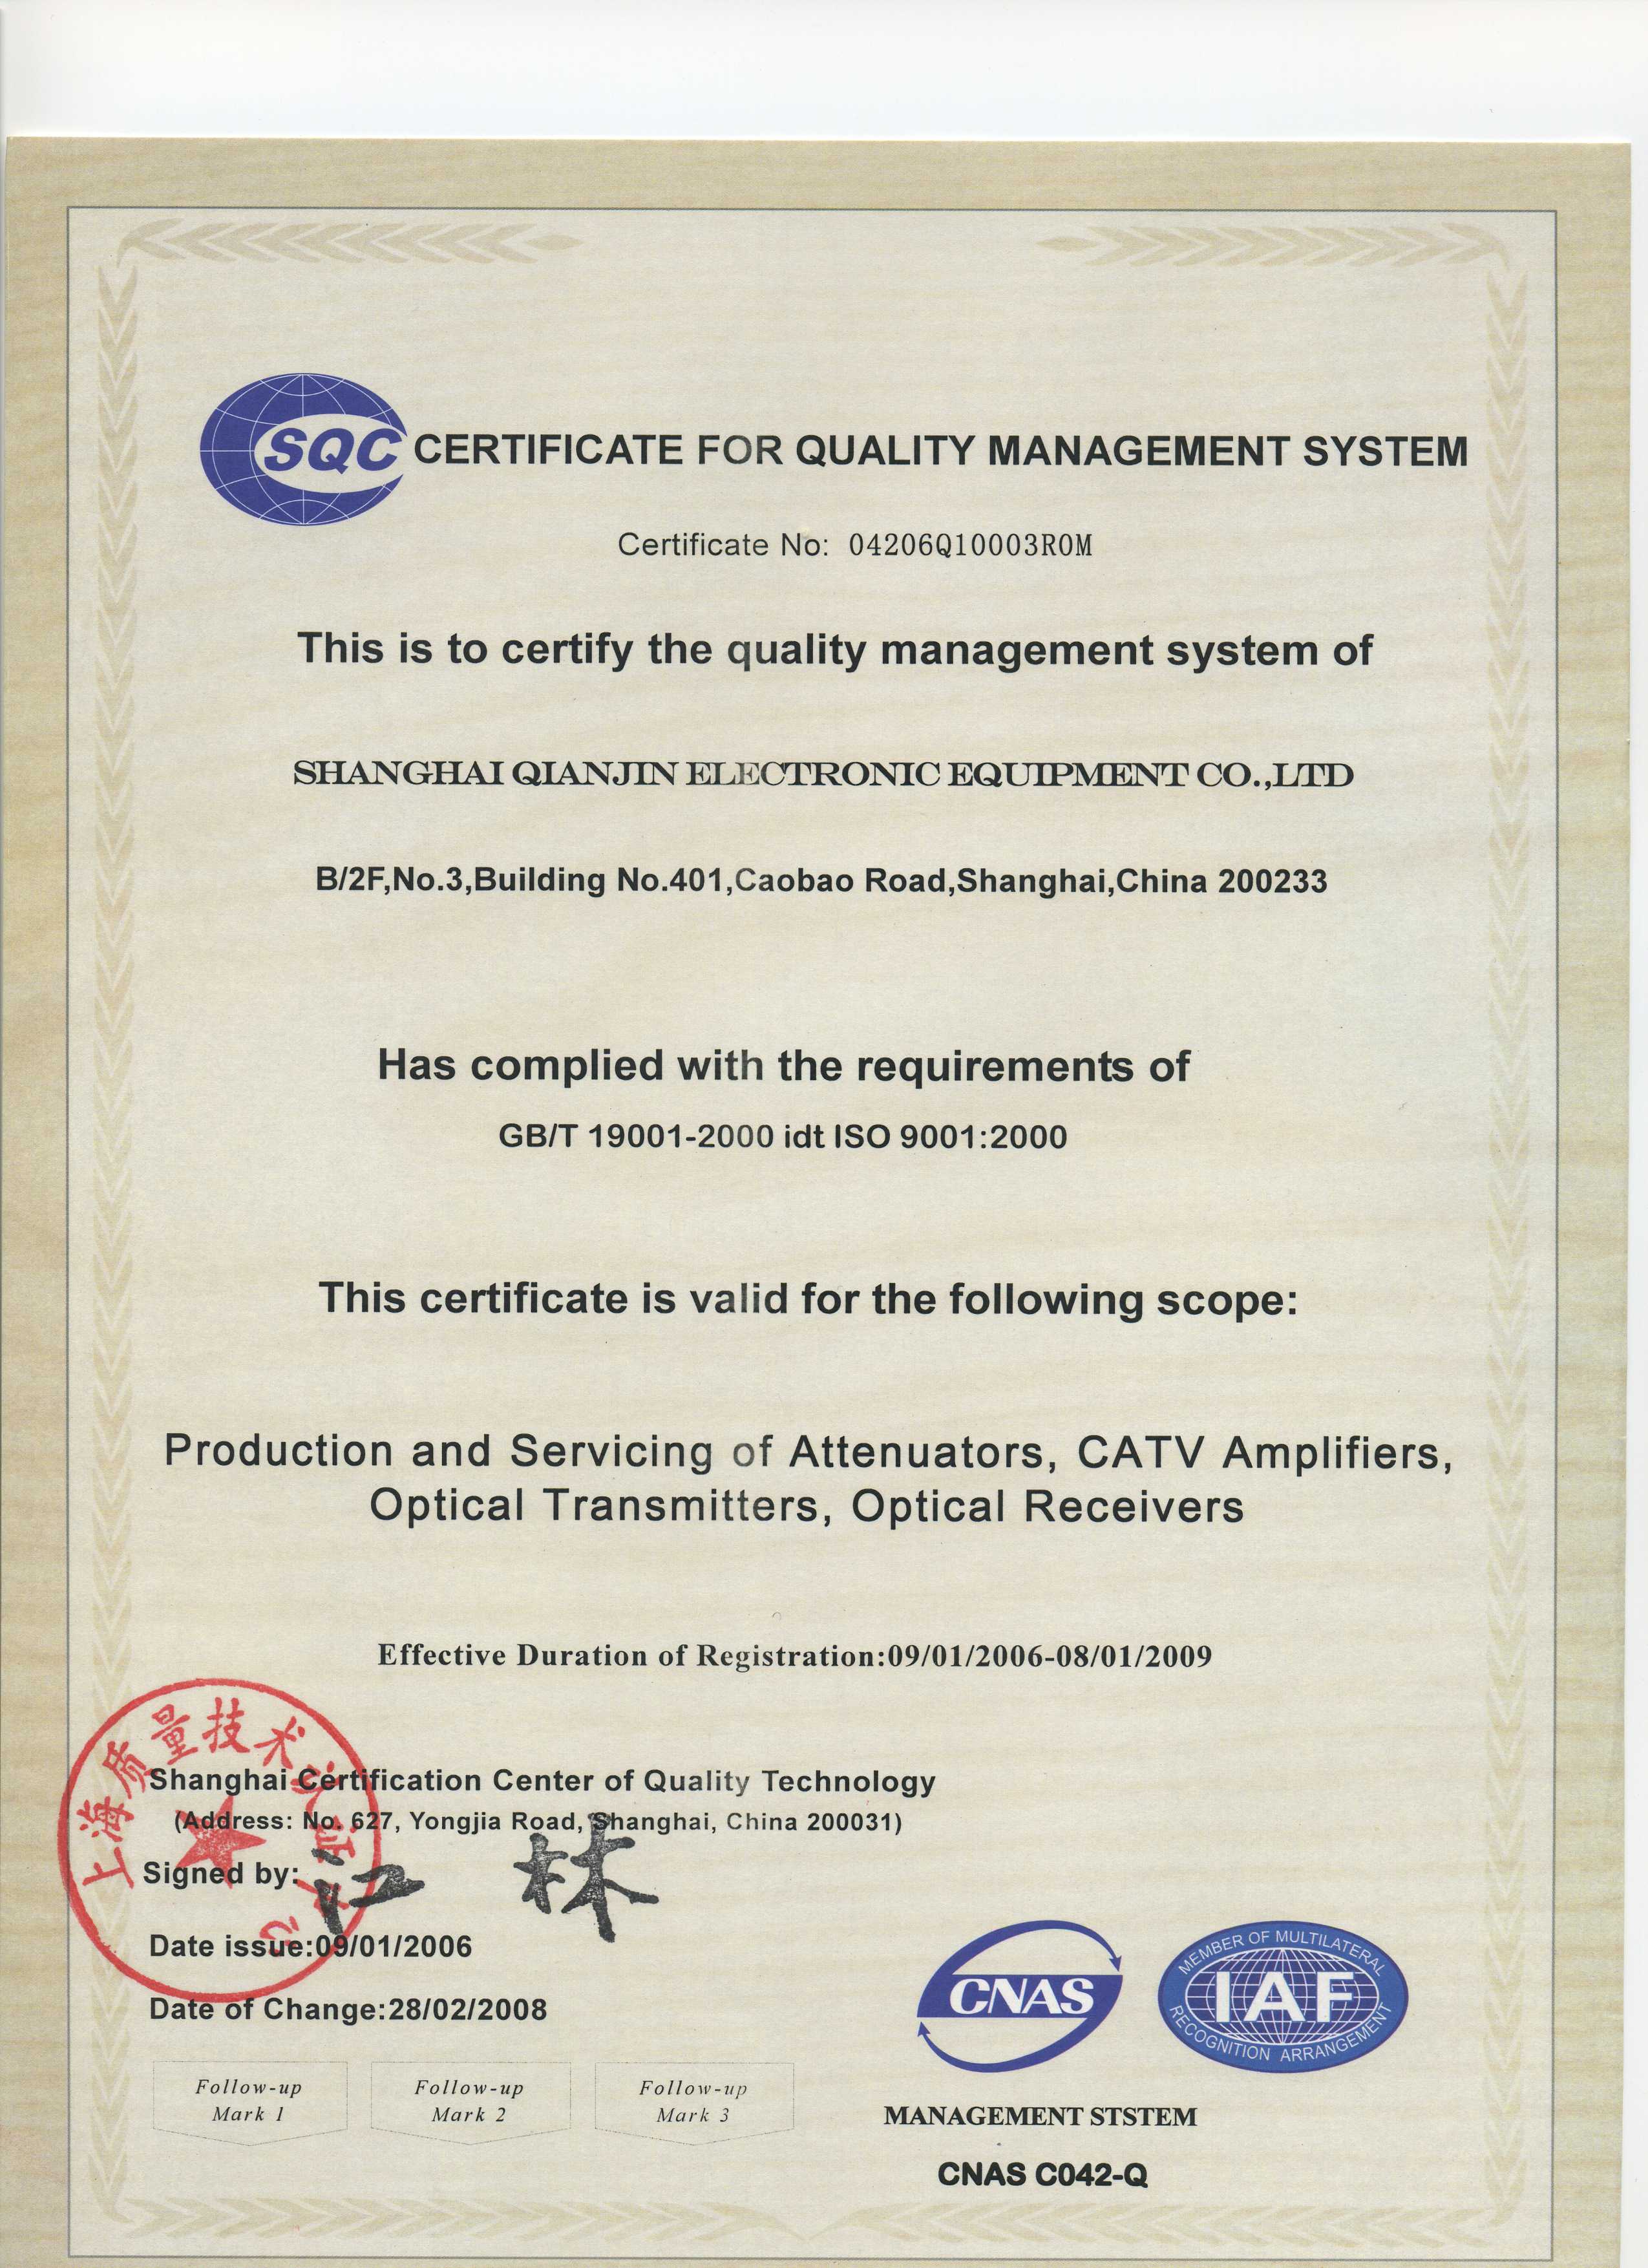 SQC CERTIFICATE FOR QUALITY MANAGEMENT SYSTEM
Certificate No: 04206Q10003R0M
This is to certify the quality management system of
SHANGHAI QIANJIN ELECTRONIC EQUIPMENT CO.,LTD
B/2F,No.3,Building No.401,Caobao Road,Shanghai,China 200233
Has complied with the requirements of
GB/T 19001-2000 idt ISO 9001:2000
This certificate is valid for the following scope:
Production and Servicing of Attenuators, CATV Amplifiers,
Optical Transmitters, Optical Receivers
Effective Duration of Registration:09/01/2006-08/01/2009
上海质量技术认证中心
Shanghai Certification Center of Quality Technology
(Address: No. 627, Yongjia Road, Shanghai, China 200031)
Signed by: 江 林
Date issue:09/01/2006
Date of Change:28/02/2008
Follow-up
Mark 1
Follow-up
Mark 2
Follow-up
Mark 3
CNAS
MEMBER OF MULTILATERAL
IAF
RECOGNITION ARRANGEMENT
MANAGEMENT STSTEM
CNAS C042-Q